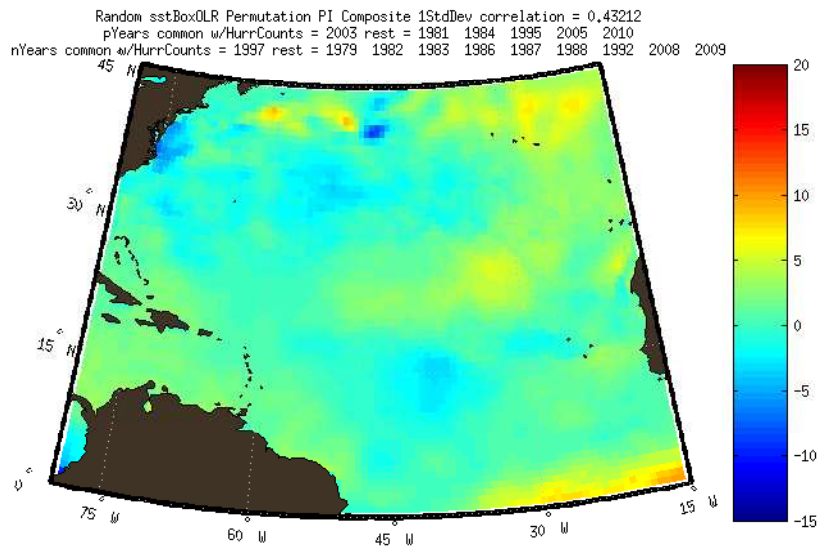 Random sstBoxOLR Permutation PI Composite 1StdDev correlation = 0.43212
pYears common w/HurrCounts = 2003 rest = 1981 1984 1995 2005 2010
nYears common w/HurrCounts = 1997 rest = 1979 1982 1983 1986 1987 1988 1992 2008 2009
45 ° N
30 ° N
15 ° N
0 °
75 ° W
60 ° W
45 ° W
30 ° W
15 ° W
20
15
10
5
0
-5
-10
-15